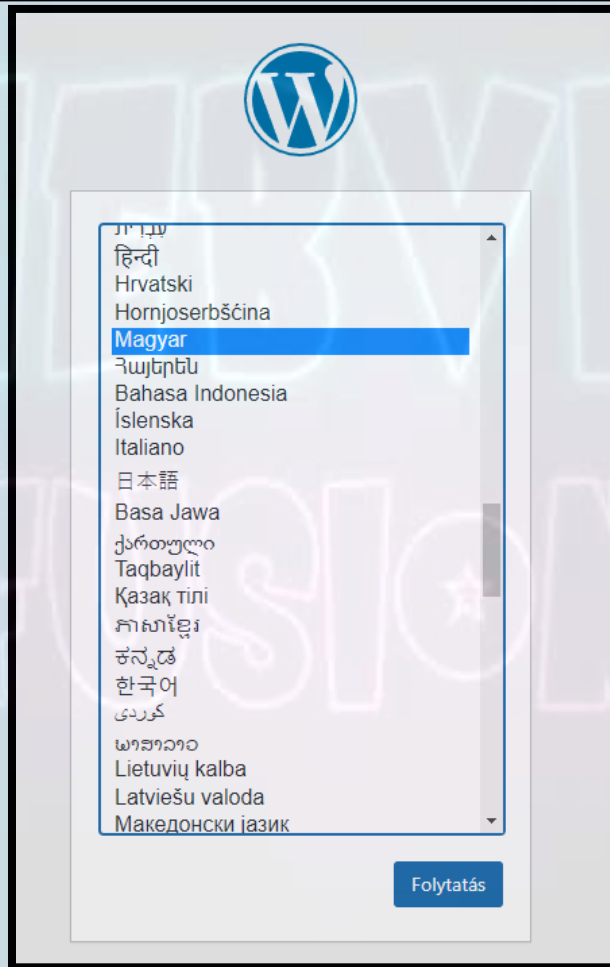 עִבְרִית
हिन्दी
Hrvatski
Hornjoserbšćina
Magyar
Հայերեն
Bahasa Indonesia
Íslenska
Italiano
日本語
Basa Jawa
ქართული
Taqbaylit
Қазақ тілі
ភាសាខ្មែរ
ಕನ್ನಡ
한국어
كوردی
ພາສາລາວ
Lietuvių kalba
Latviešu valoda
Македонски јазик
Folytatás